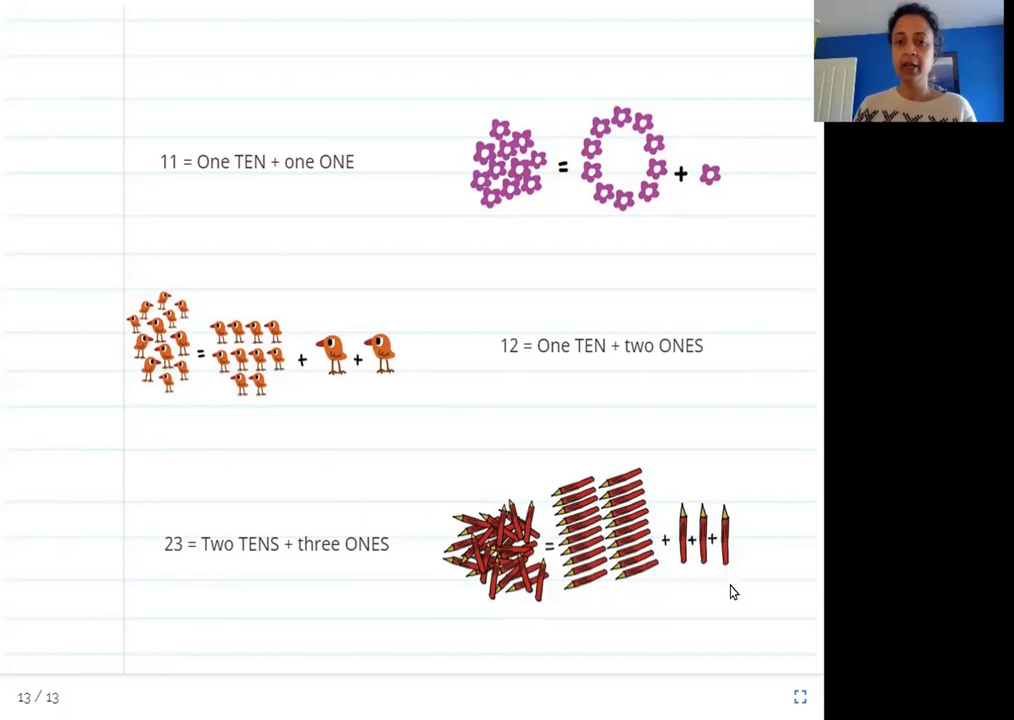 11 = One TEN + one ONE
= +
= + +
12 = One TEN + two ONES
23 = Two TENS + three ONES
= + + +
13 / 13